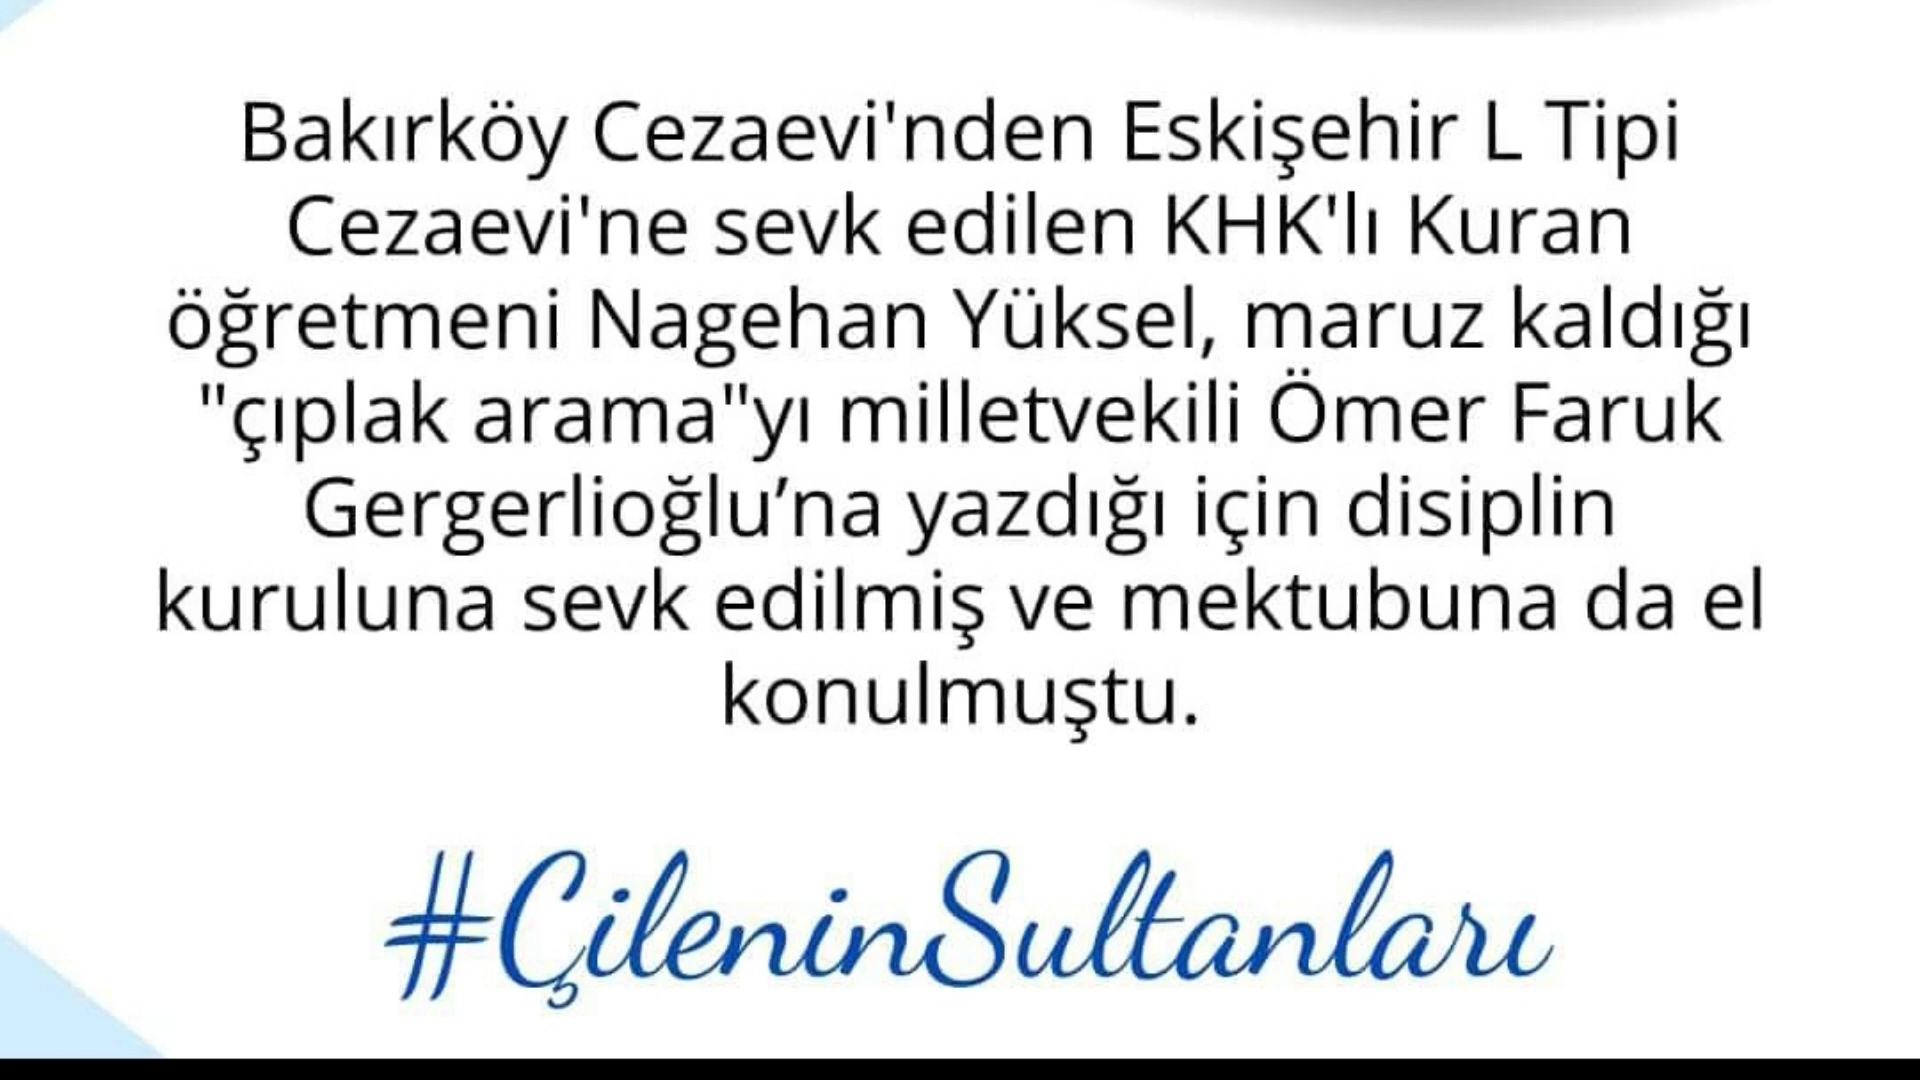 Bakırköy Cezaevi'nden Eskişehir L Tipi
Cezaevi'ne sevk edilen KHK'lı Kuran
öğretmeni Nagehan Yüksel, maruz kaldığı
"çıplak arama"yı milletvekili Ömer Faruk
Gergerlioğlu’na yazdığı için disiplin
kuruluna sevk edilmiş ve mektubuna da el
konulmuştu.
#ÇileninSultanları